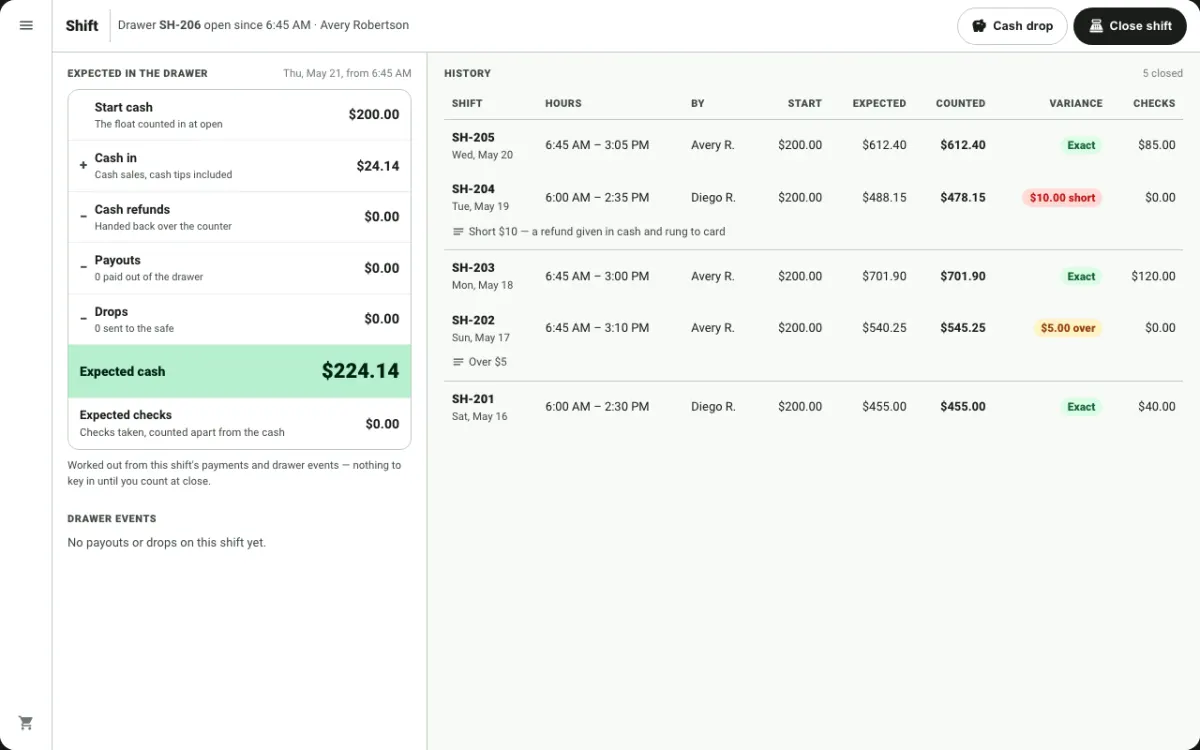 Shift
Drawer SH-206 open since 6:45 AM · Avery Robertson
Cash drop
Close shift
EXPECTED IN THE DRAWER
Thu, May 21, from 6:45 AM
Start cash
The float counted in at open
$200.00
+ Cash in
Cash sales, cash tips included
$24.14
− Cash refunds
Handed back over the counter
$0.00
− Payouts
0 paid out of the drawer
$0.00
− Drops
0 sent to the safe
$0.00
Expected cash
$224.14
Expected checks
Checks taken, counted apart from the cash
$0.00
Worked out from this shift's payments and drawer events — nothing to
key in until you count at close.
DRAWER EVENTS
No payouts or drops on this shift yet.
HISTORY
5 closed
SHIFT HOURS BY START EXPECTED COUNTED VARIANCE CHECKS
SH-205 6:45 AM – 3:05 PM Avery R. $200.00 $612.40 $612.40 Exact $85.00
Wed, May 20
SH-204 6:00 AM – 2:35 PM Diego R. $200.00 $488.15 $478.15 $10.00 short $0.00
Tue, May 19
Short $10 — a refund given in cash and rung to card
SH-203 6:45 AM – 3:00 PM Avery R. $200.00 $701.90 $701.90 Exact $120.00
Mon, May 18
SH-202 6:45 AM – 3:10 PM Avery R. $200.00 $540.25 $545.25 $5.00 over $0.00
Sun, May 17
Over $5
SH-201 6:00 AM – 2:30 PM Diego R. $200.00 $455.00 $455.00 Exact $40.00
Sat, May 16